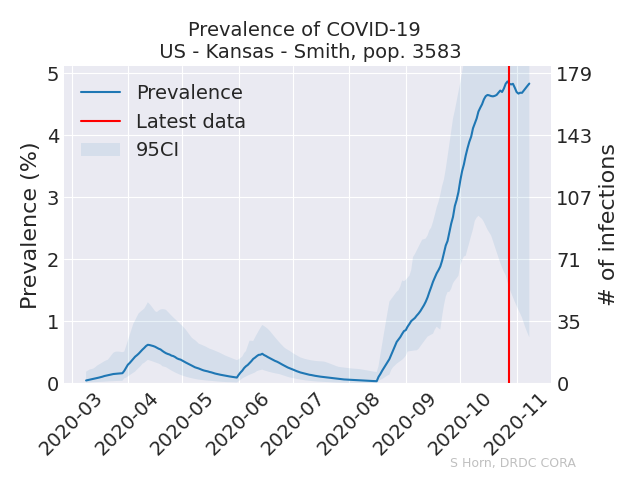 Prevalence of COVID-19
US - Kansas - Smith, pop. 3583
Prevalence
Latest data
95CI
Prevalence (%)
5
4
3
2
1
0
179
143
107
71
35
0
# of infections
2020-03
2020-04
2020-05
2020-06
2020-07
2020-08
2020-09
2020-10
2020-11
S Horn, DRDC CORA